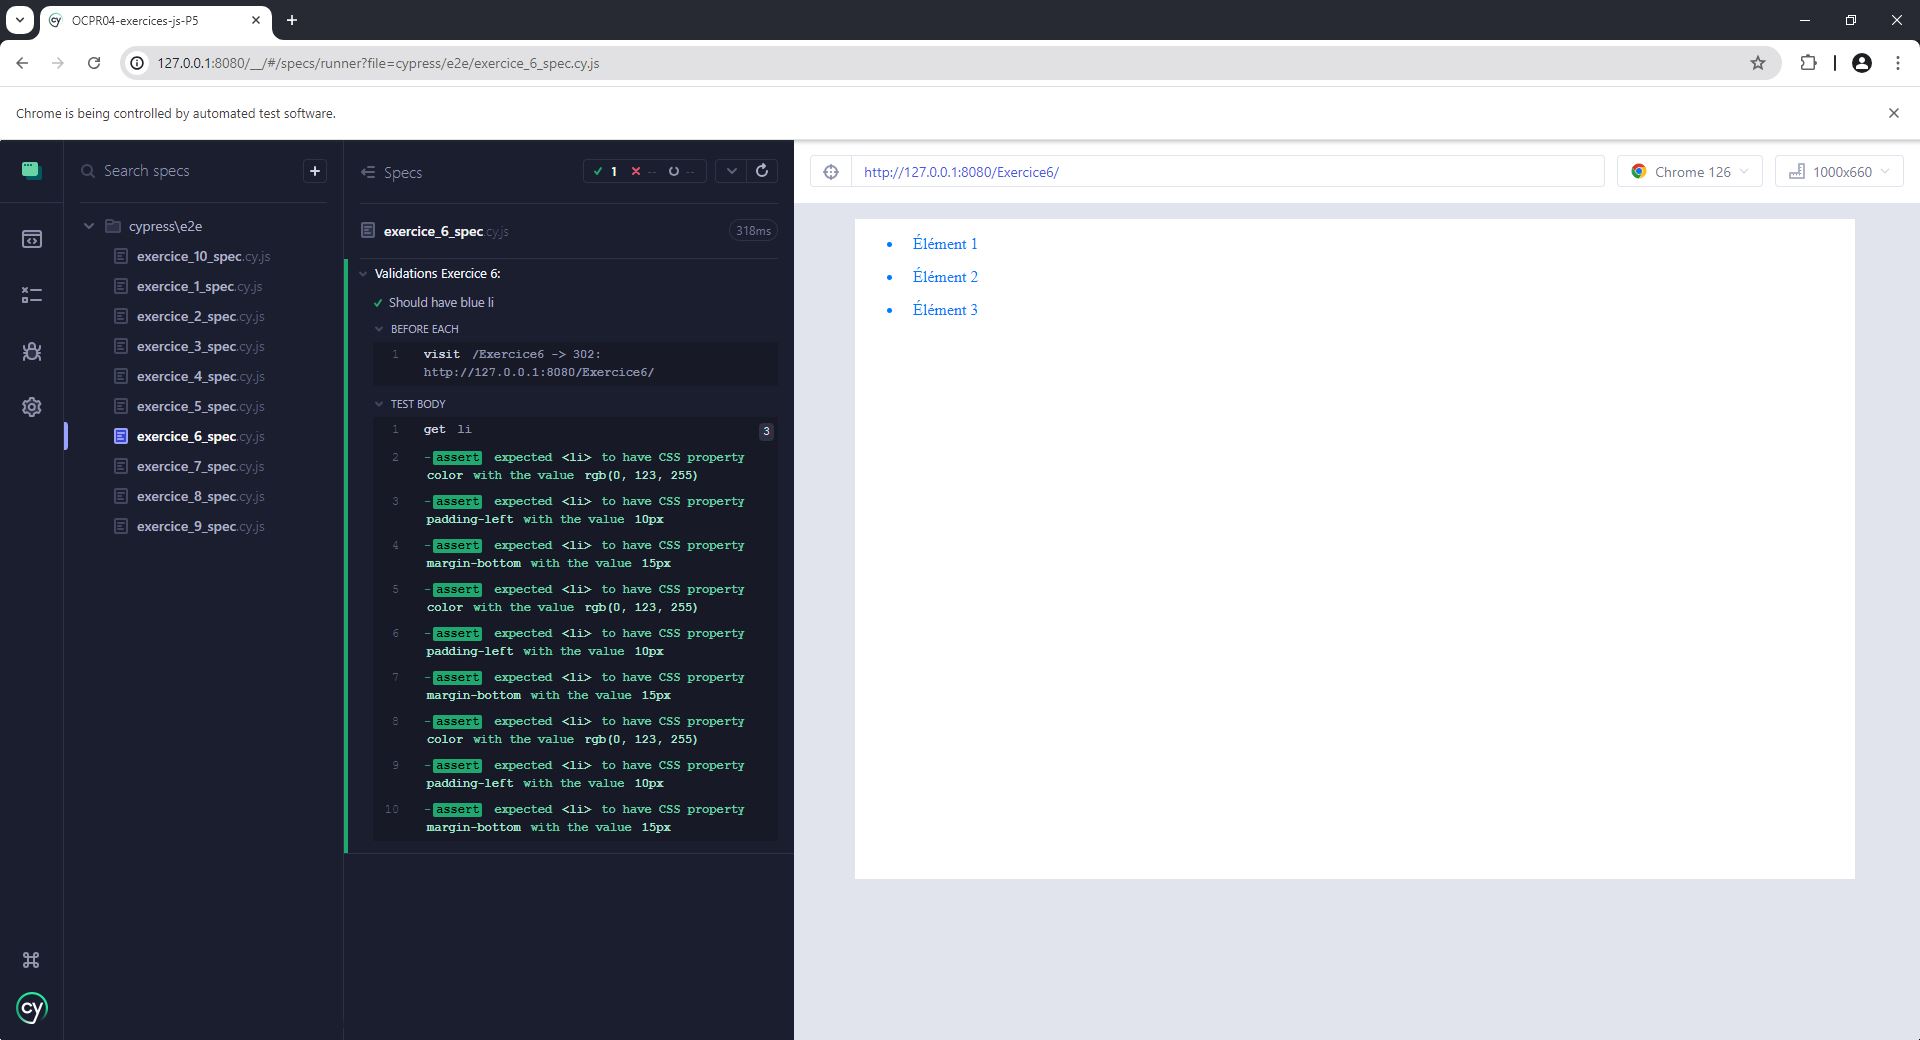 OCPR04-exercices-js-P5
127.0.0.1:8080/__/#/specs/runner?file=cypress/e2e/exercice_6_spec.cy.js
Chrome is being controlled by automated test software.
Search specs
cypress\e2e
exercice_10_spec.cy.js
exercice_1_spec.cy.js
exercice_2_spec.cy.js
exercice_3_spec.cy.js
exercice_4_spec.cy.js
exercice_5_spec.cy.js
exercice_6_spec.cy.js
exercice_7_spec.cy.js
exercice_8_spec.cy.js
exercice_9_spec.cy.js
cy
Specs
1 -- --
exercice_6_spec.cy.js 318ms
Validations Exercice 6:
Should have blue li
BEFORE EACH
1 visit /Exercice6 -> 302:
http://127.0.0.1:8080/Exercice6/
TEST BODY
1 get li 3
2 -assert expected <li> to have CSS property
color with the value rgb(0, 123, 255)
3 -assert expected <li> to have CSS property
padding-left with the value 10px
4 -assert expected <li> to have CSS property
margin-bottom with the value 15px
5 -assert expected <li> to have CSS property
color with the value rgb(0, 123, 255)
6 -assert expected <li> to have CSS property
padding-left with the value 10px
7 -assert expected <li> to have CSS property
margin-bottom with the value 15px
8 -assert expected <li> to have CSS property
color with the value rgb(0, 123, 255)
9 -assert expected <li> to have CSS property
padding-left with the value 10px
10 -assert expected <li> to have CSS property
margin-bottom with the value 15px
http://127.0.0.1:8080/Exercice6/
Chrome 126
1000x660
• Élément 1
• Élément 2
• Élément 3